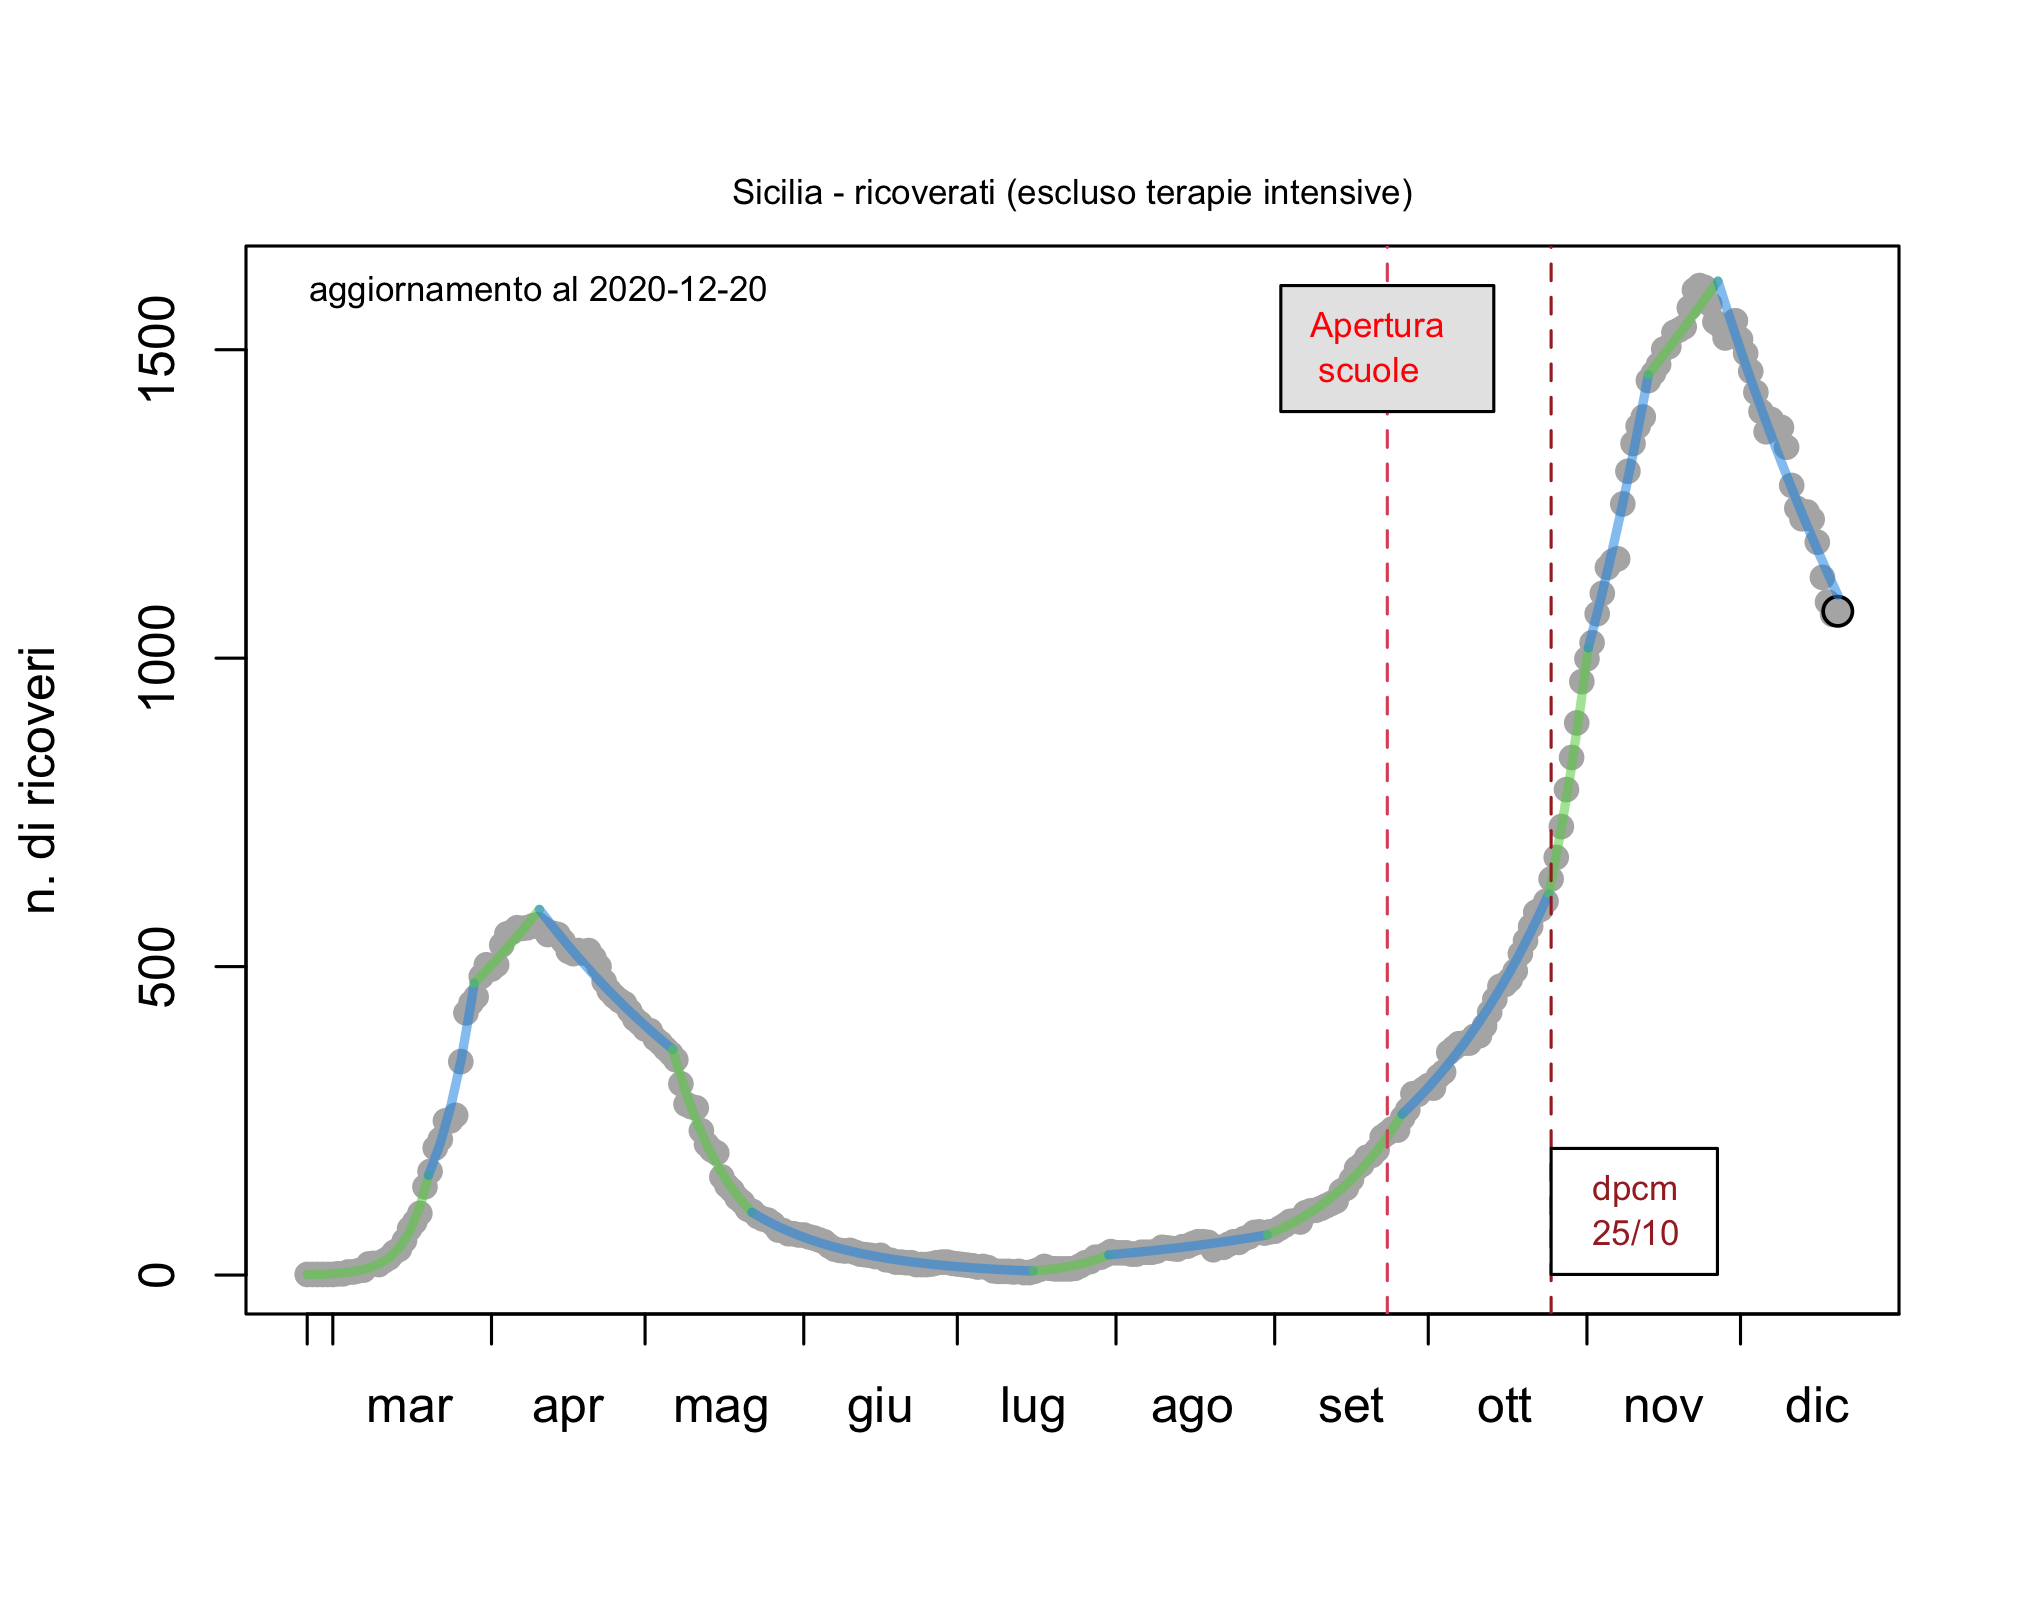 Sicilia - ricoverati (escluso terapie intensive)
aggiornamento al 2020-12-20
Apertura
scuole
1500
1000
500
0
n. di ricoveri
dpcm
25/10
mar apr mag giu lug ago set ott nov dic